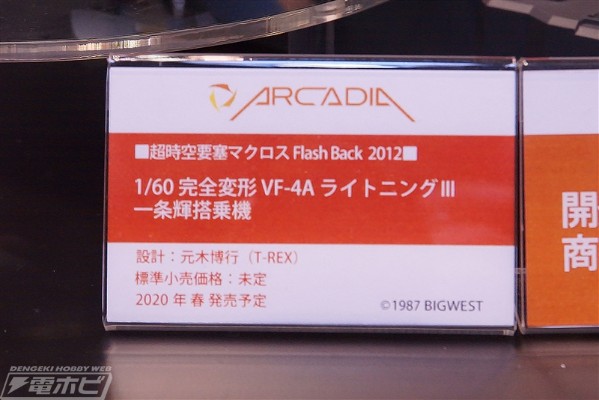 ARCADIA
■超時空要塞マクロス Flash Back 2012■
1/60 完全変形 VF-4A ライトニングⅢ
一条輝搭乗機
設計：元木博行（T-REX）
標準小売価格：未定
2020 年 春 発売予定
©1987 BIGWEST
開
商
DENGEKI HOBBY WEB
電ホビ